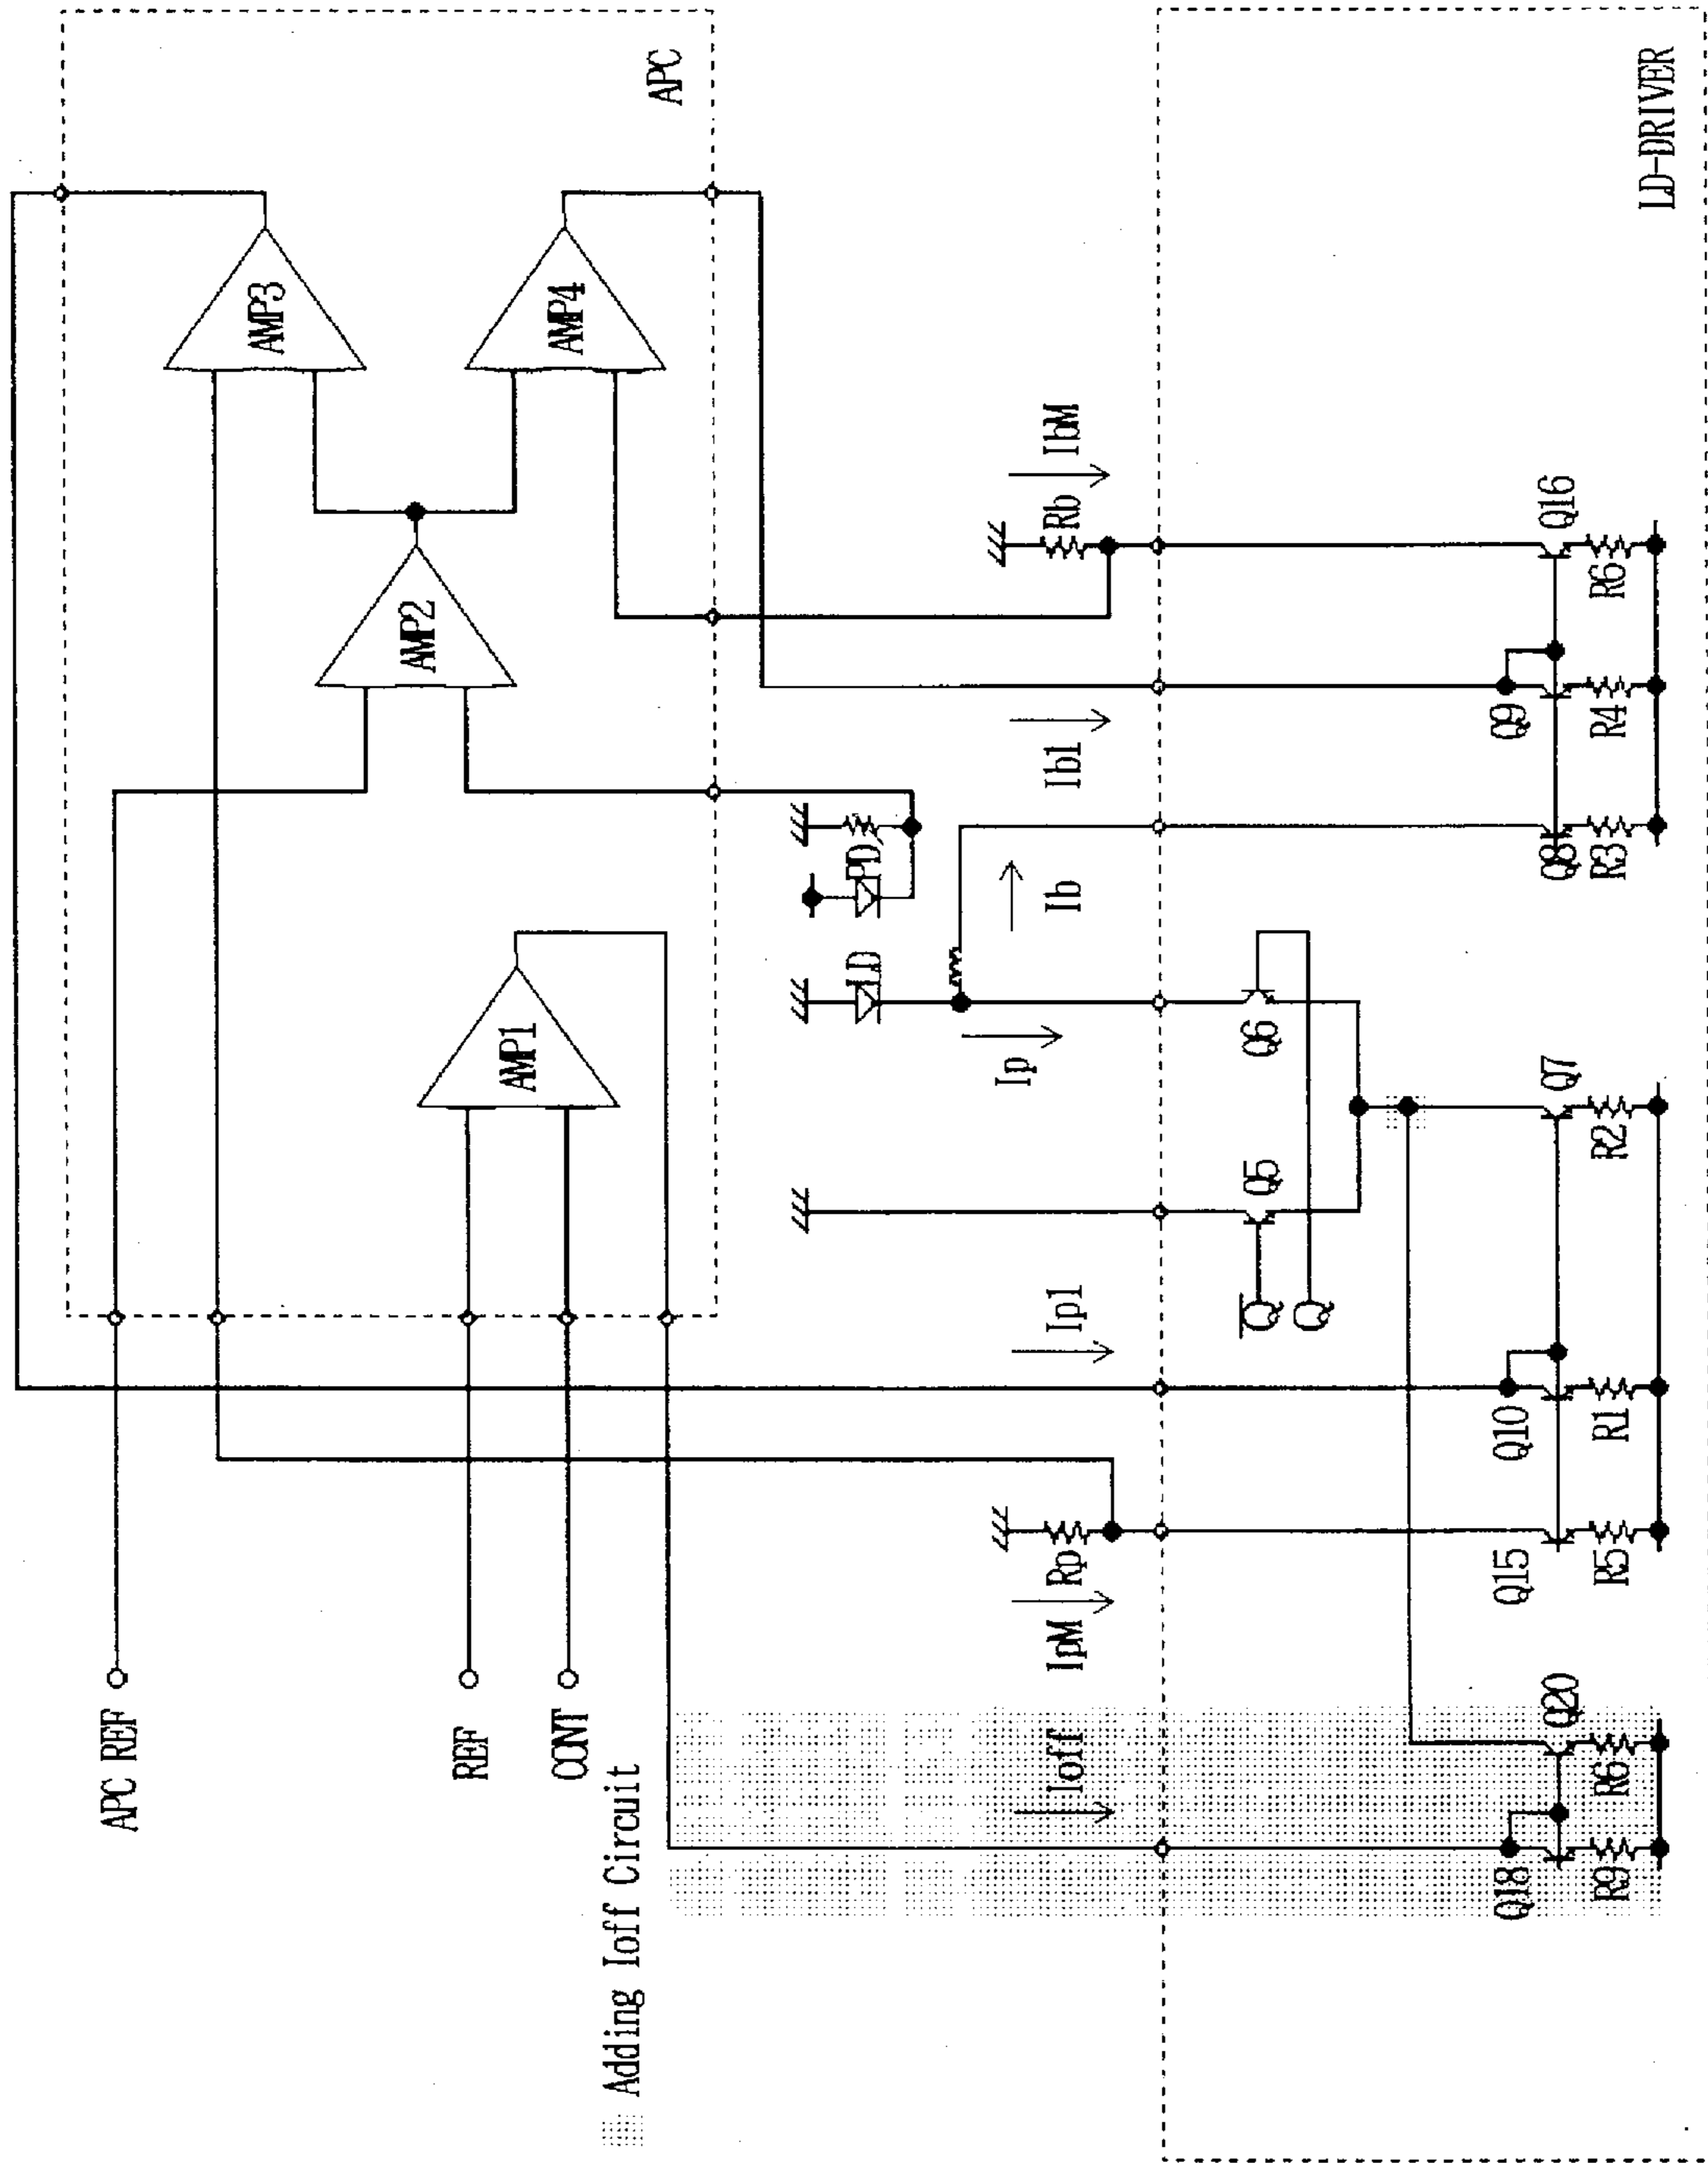 APC
AMP3
AMP4
AMP2
AMP1
APC REF
REF
CONT
Adding Ioff Circuit
LD
PD
Rb
IbM
Ib1
Ib
Ip
Ip1
Rp
IpM
Ioff
LD-DRIVER
Q16
R6
Q9
R4
Q8
R3
Q6
Q5
Q
Q
Q7
R2
Q10
R1
Q15
R5
Q20
R6
Q18
R9